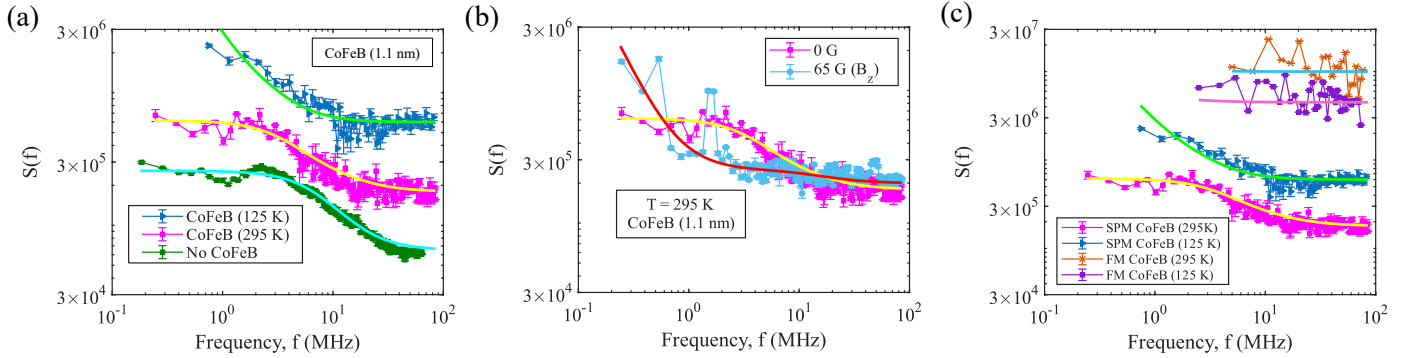 (a)
3×10^6
3×10^5
3×10^4
S(f)
CoFeB (1.1 nm)
CoFeB (125 K)
CoFeB (295 K)
No CoFeB
10^-1
10^0
10^1
10^2
Frequency, f (MHz)
(b)
3×10^6
3×10^5
3×10^4
S(f)
0 G
65 G (B_z)
T = 295 K
CoFeB (1.1 nm)
10^-1
10^0
10^1
10^2
Frequency, f (MHz)
(c)
3×10^7
3×10^6
3×10^5
3×10^4
S(f)
SPM CoFeB (295K)
SPM CoFeB (125 K)
FM CoFeB (295 K)
FM CoFeB (125 K)
10^-1
10^0
10^1
10^2
Frequency, f (MHz)